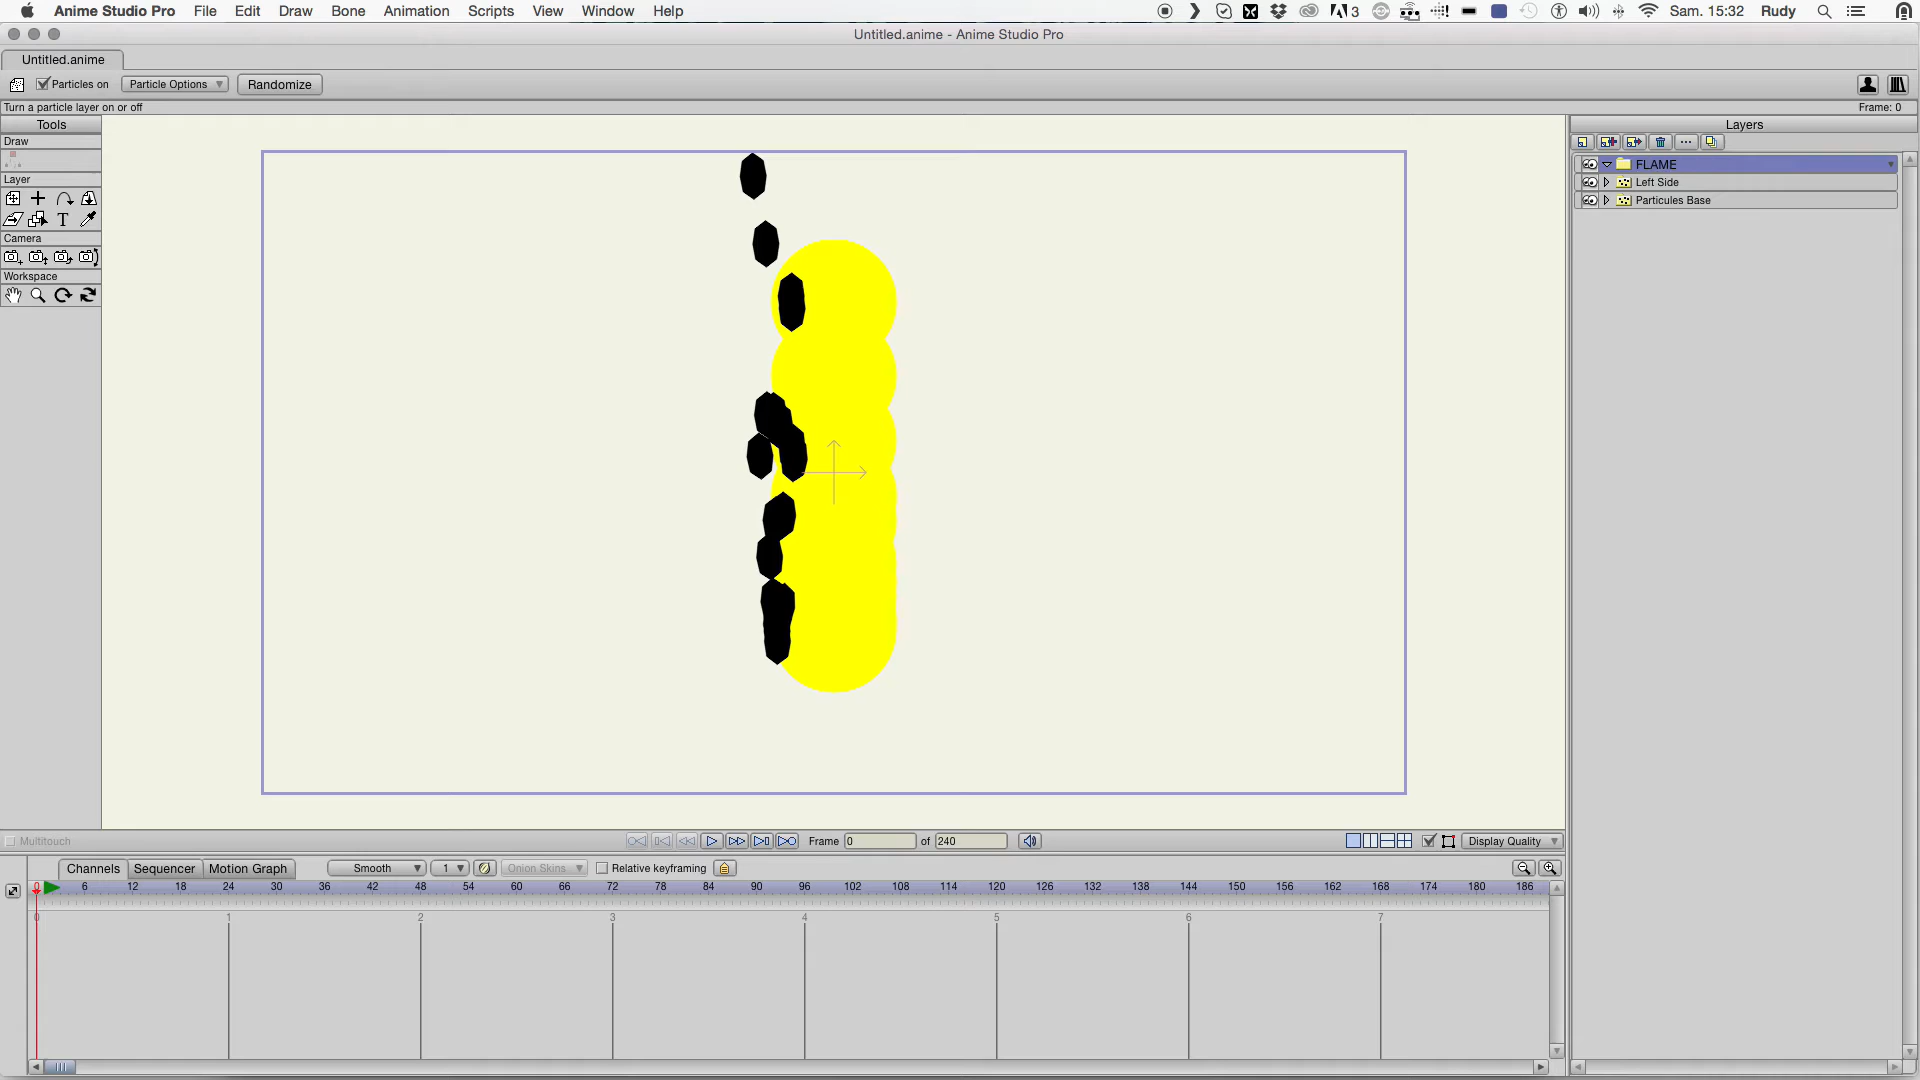 Anime Studio Pro File Edit Draw Bone Animation Scripts View Window Help 3 Sam. 15:32 Rudy
Untitled.anime - Anime Studio Pro
Untitled.anime
Particles on Particle Options Randomize
Turn a particle layer on or off Frame: 0
Tools Layers
Draw
FLAME
Layer
Left Side
Particules Base
T
Camera
Workspace
Multitouch Frame 0 of 240 Display Quality
Channels Sequencer Motion Graph Smooth 1 Onion Skins... Relative keyframing
0 6 12 18 24 30 36 42 48 54 60 66 72 78 84 90 96 102 108 114 120 126 132 138 144 150 156 162 168 174 180 186
0 1 2 3 4 5 6 7